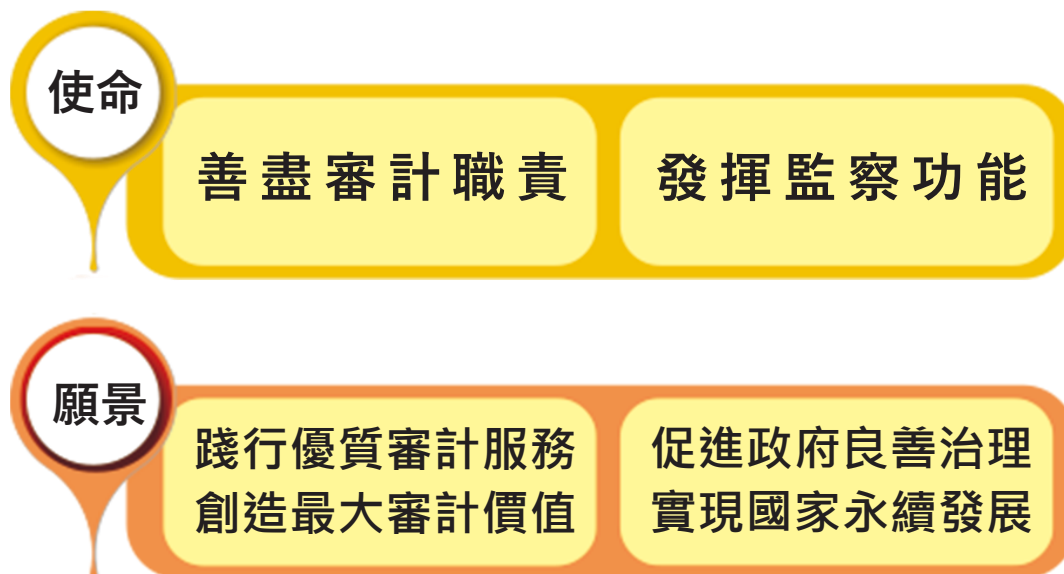 使命
善盡審計職責
發揮監察功能
願景
踐行優質審計服務
創造最大審計價值
促進政府良善治理
實現國家永續發展